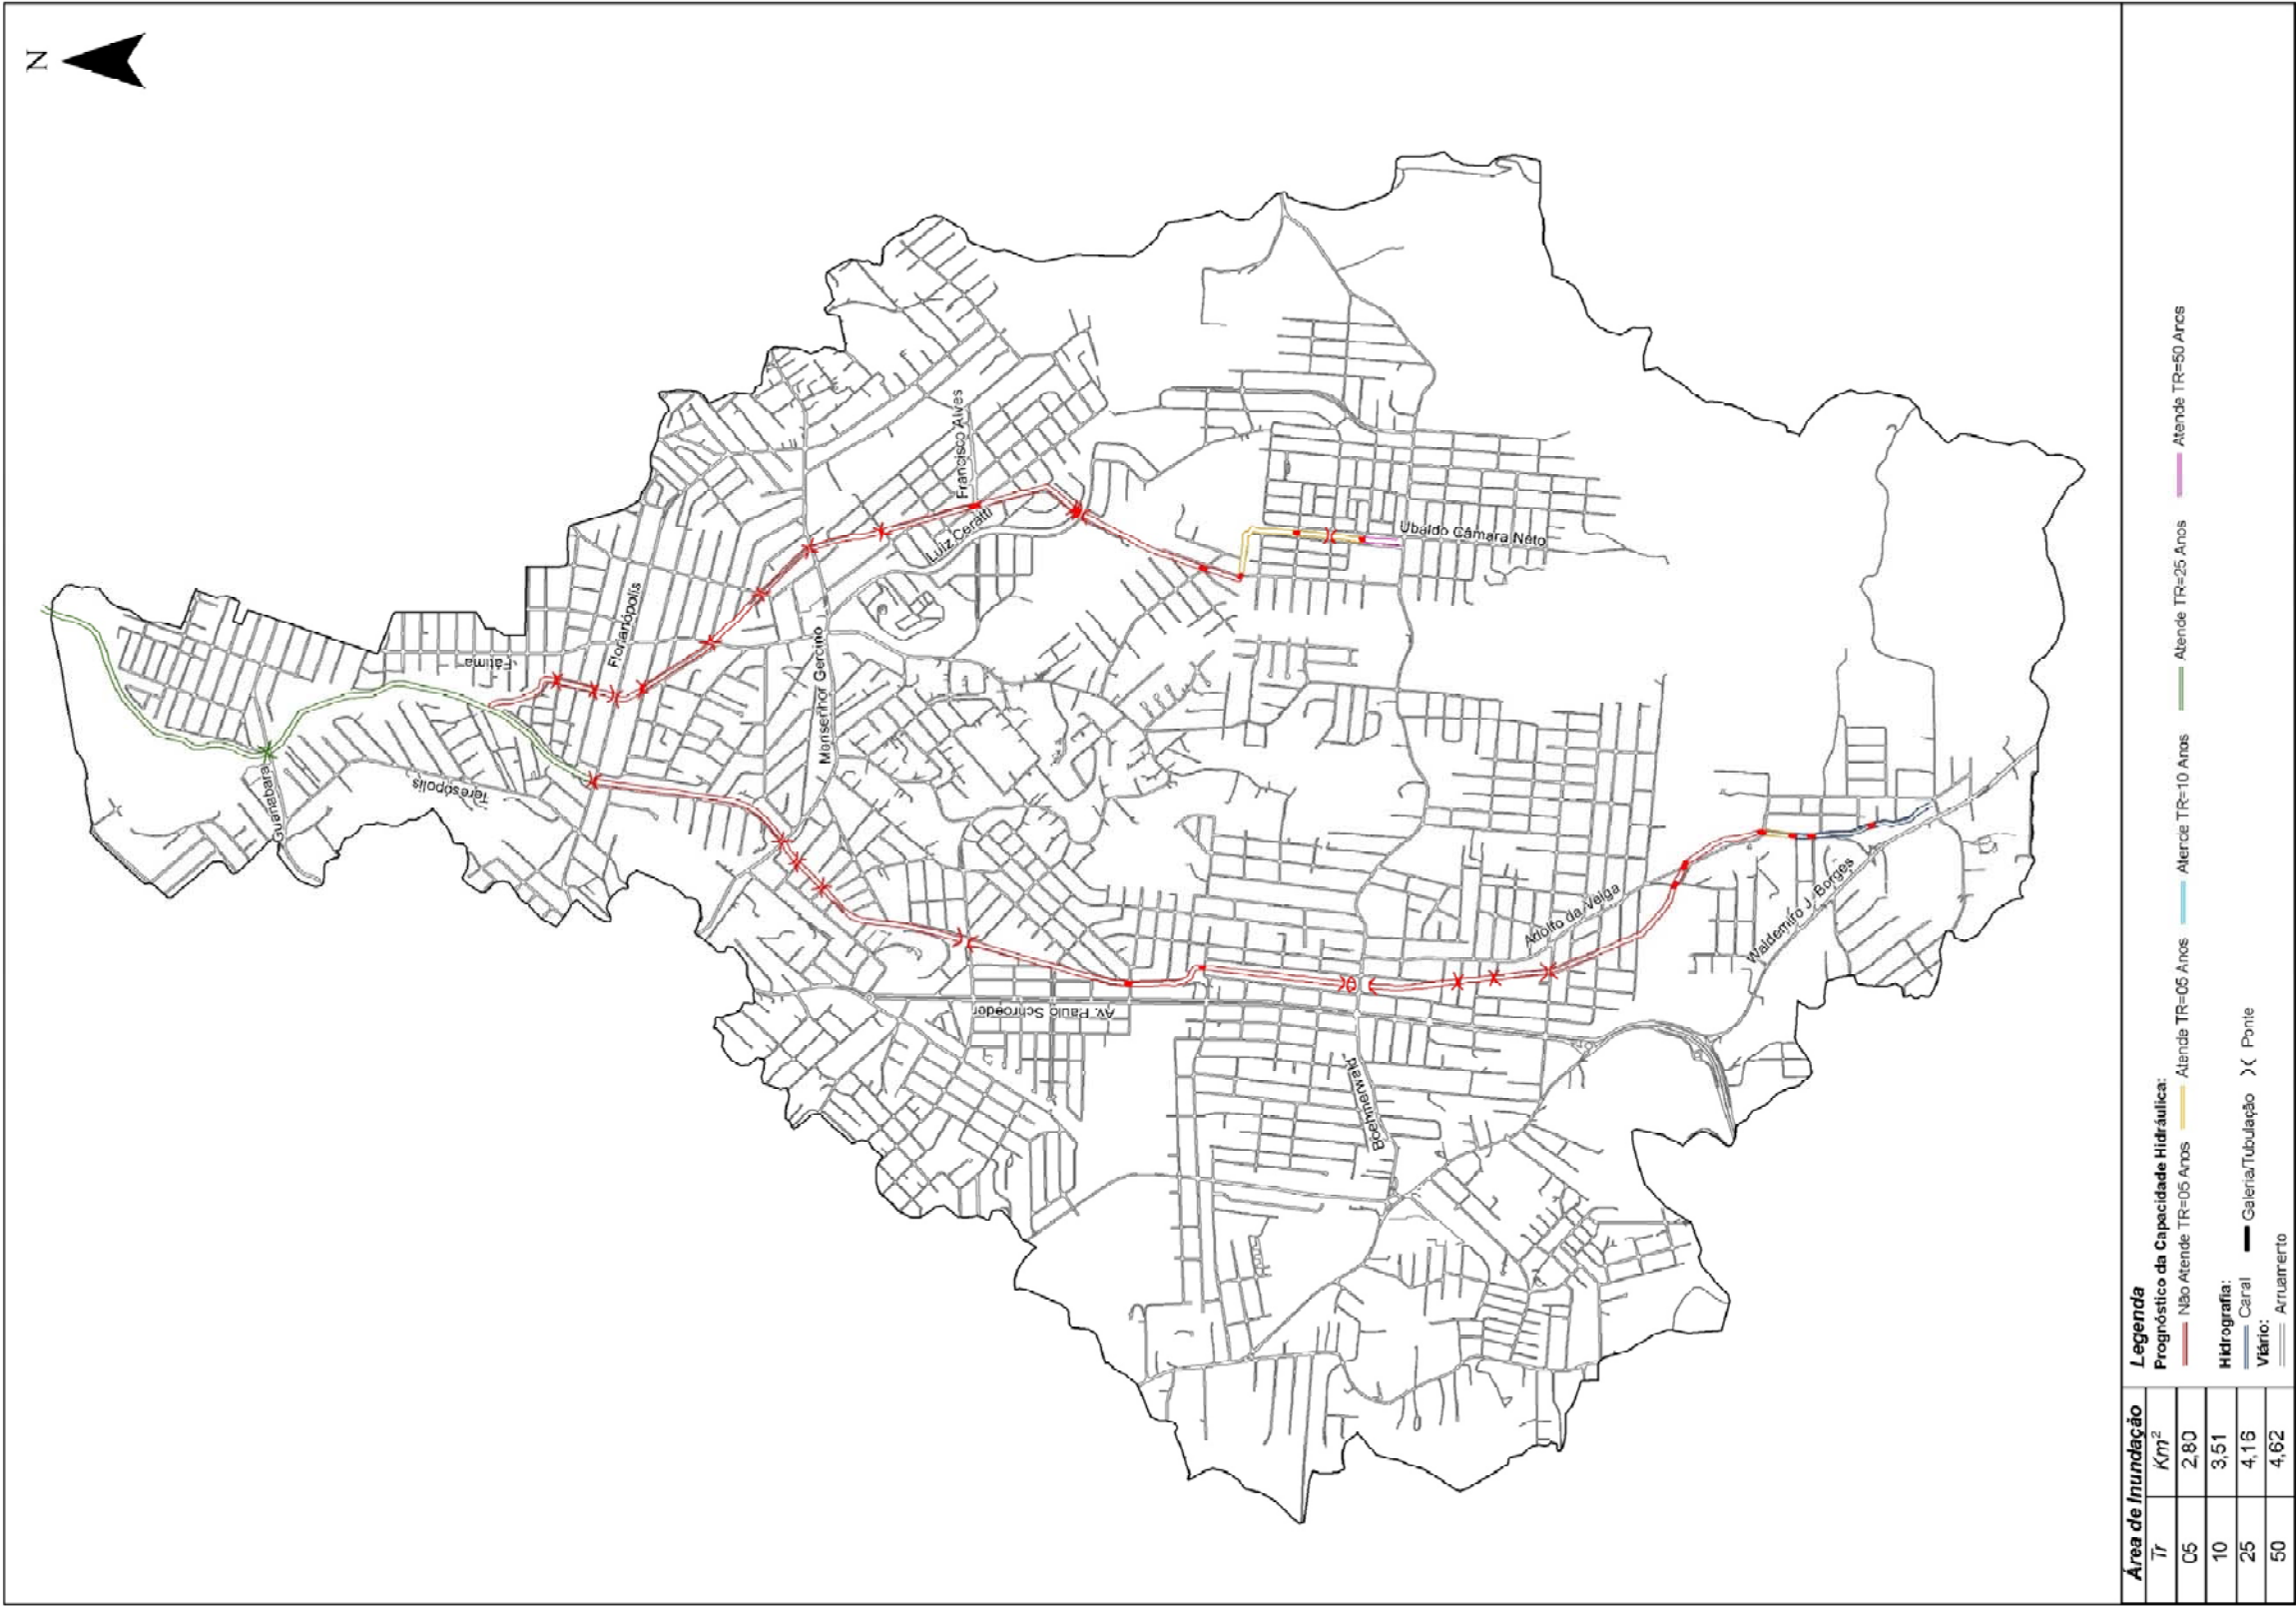 N
Fátima
Florianópolis
Guanabara
Teresópolis
Monsenhor Gercino
Francisco Alves
Luiz Ceratti
Ubaldo Câmara Neto
Adolfo da Veiga
Waldemiro J. Borges
Av. Paulo Schroeder
Boehmerwald
Área de Inundação
Tr Km²
05 2,80
10 3,51
25 4,16
50 4,62
Legenda
Prognóstico da Capacidade Hidráulica:
Não Atende TR=05 Anos Atende TR=05 Anos Atende TR=10 Anos Atende TR=25 Anos Atende TR=50 Anos
Hidrografia:
Canal Galeria/Tubulação Ponte
Viário:
Arruamento